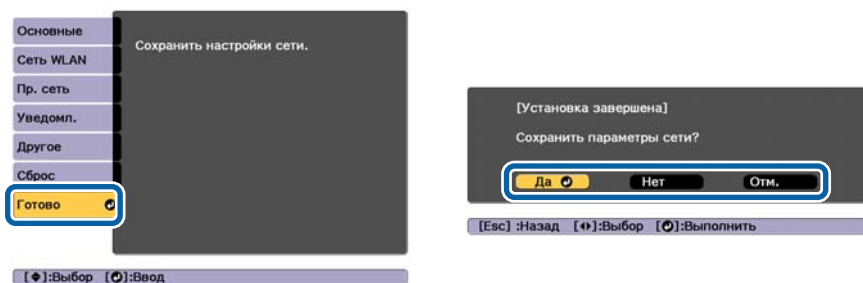 Основные
Сеть WLAN
Пр. сеть
Уведомл.
Другое
Сброс
Готово
Сохранить настройки сети.
[ ]:Выбор [ ]:Ввод
[Установка завершена]
Сохранить параметры сети?
Да Нет Отм.
[Esc] :Назад [ ]:Выбор [ ]:Выполнить